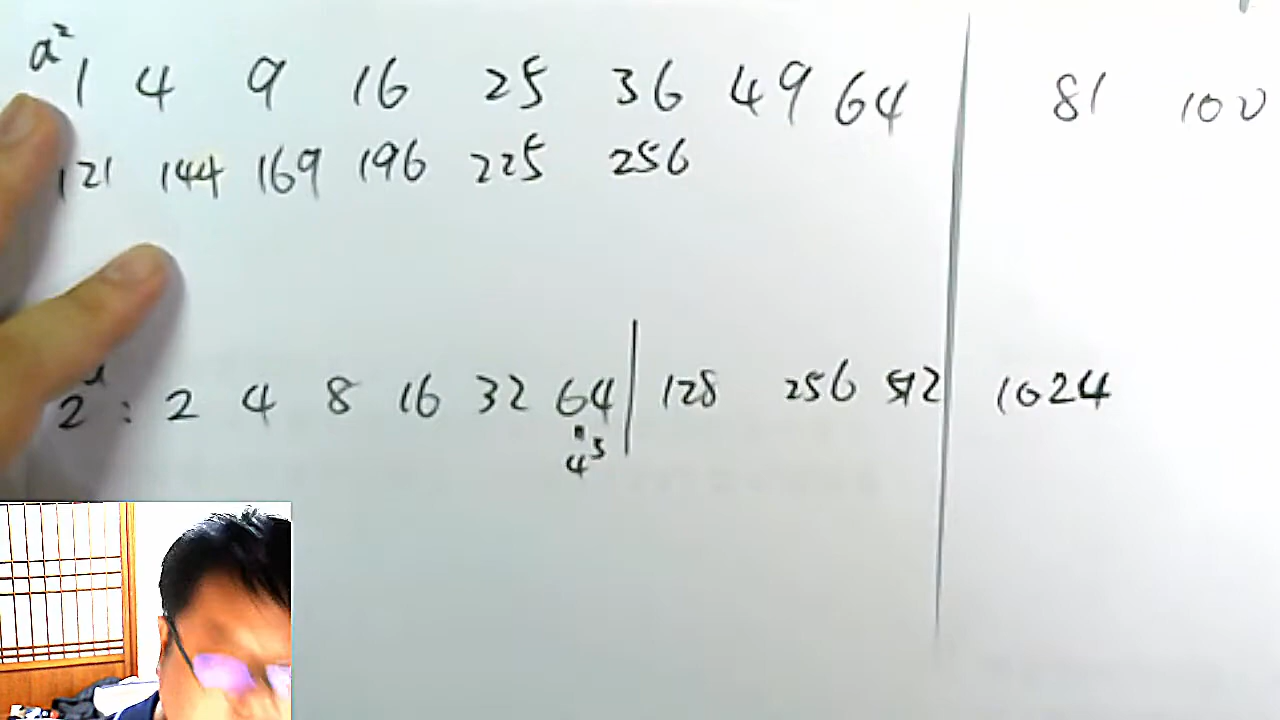 a² 1 4 9 16 25 36 49 64 81 100
121 144 169 196 225 256
2ˣ : 2 4 8 16 32 64 128 256 512 1024
4³